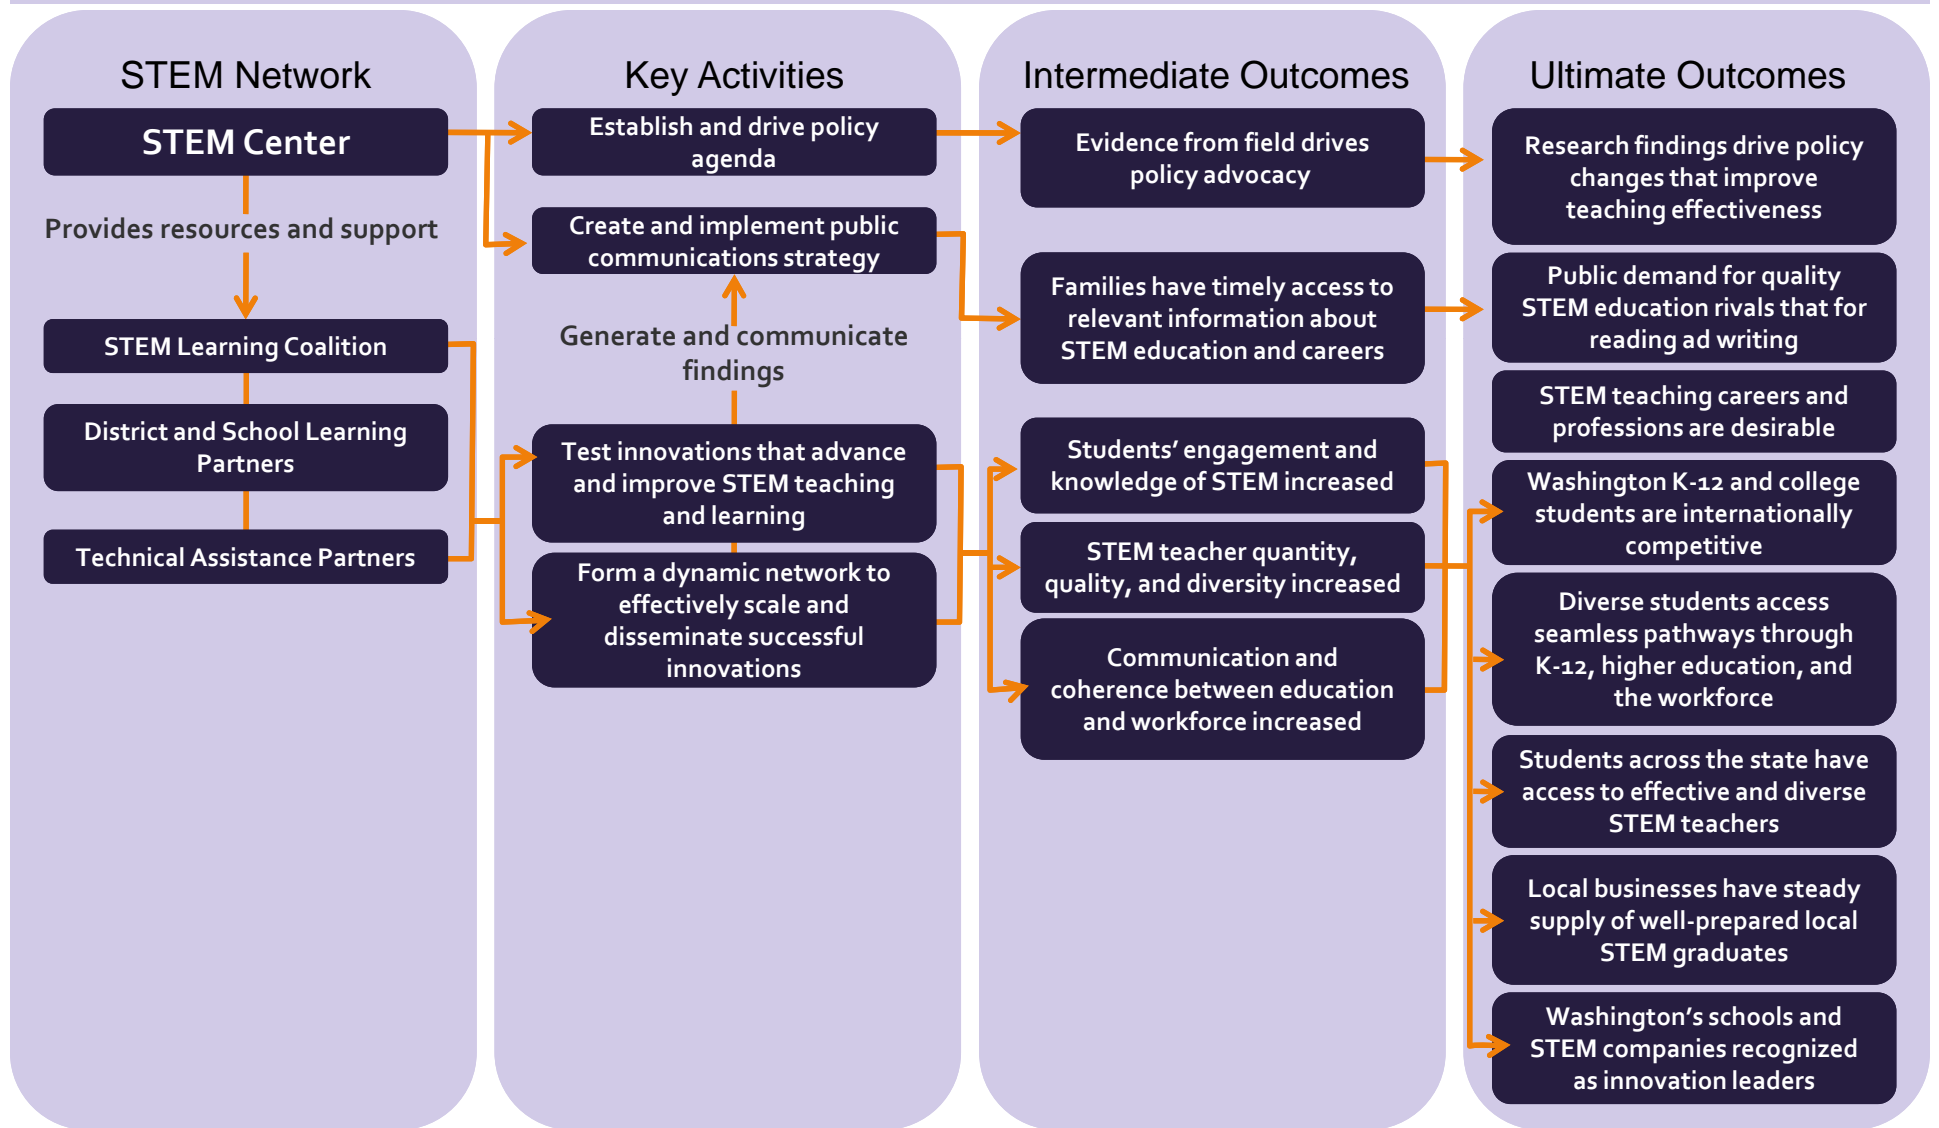 STEM Network
STEM Center
Provides resources and support
STEM Learning Coalition
District and School Learning
Partners
Technical Assistance Partners
Key Activities
Establish and drive policy
agenda
Create and implement public
communications strategy
Generate and communicate
findings
Test innovations that advance
and improve STEM teaching
and learning
Form a dynamic network to
effectively scale and
disseminate successful
innovations
Intermediate Outcomes
Evidence from field drives
policy advocacy
Families have timely access to
relevant information about
STEM education and careers
Students’ engagement and
knowledge of STEM increased
STEM teacher quantity,
quality, and diversity increased
Communication and
coherence between education
and workforce increased
Ultimate Outcomes
Research findings drive policy
changes that improve
teaching effectiveness
Public demand for quality
STEM education rivals that for
reading ad writing
STEM teaching careers and
professions are desirable
Washington K-12 and college
students are internationally
competitive
Diverse students access
seamless pathways through
K-12, higher education, and
the workforce
Students across the state have
access to effective and diverse
STEM teachers
Local businesses have steady
supply of well-prepared local
STEM graduates
Washington’s schools and
STEM companies recognized
as innovation leaders